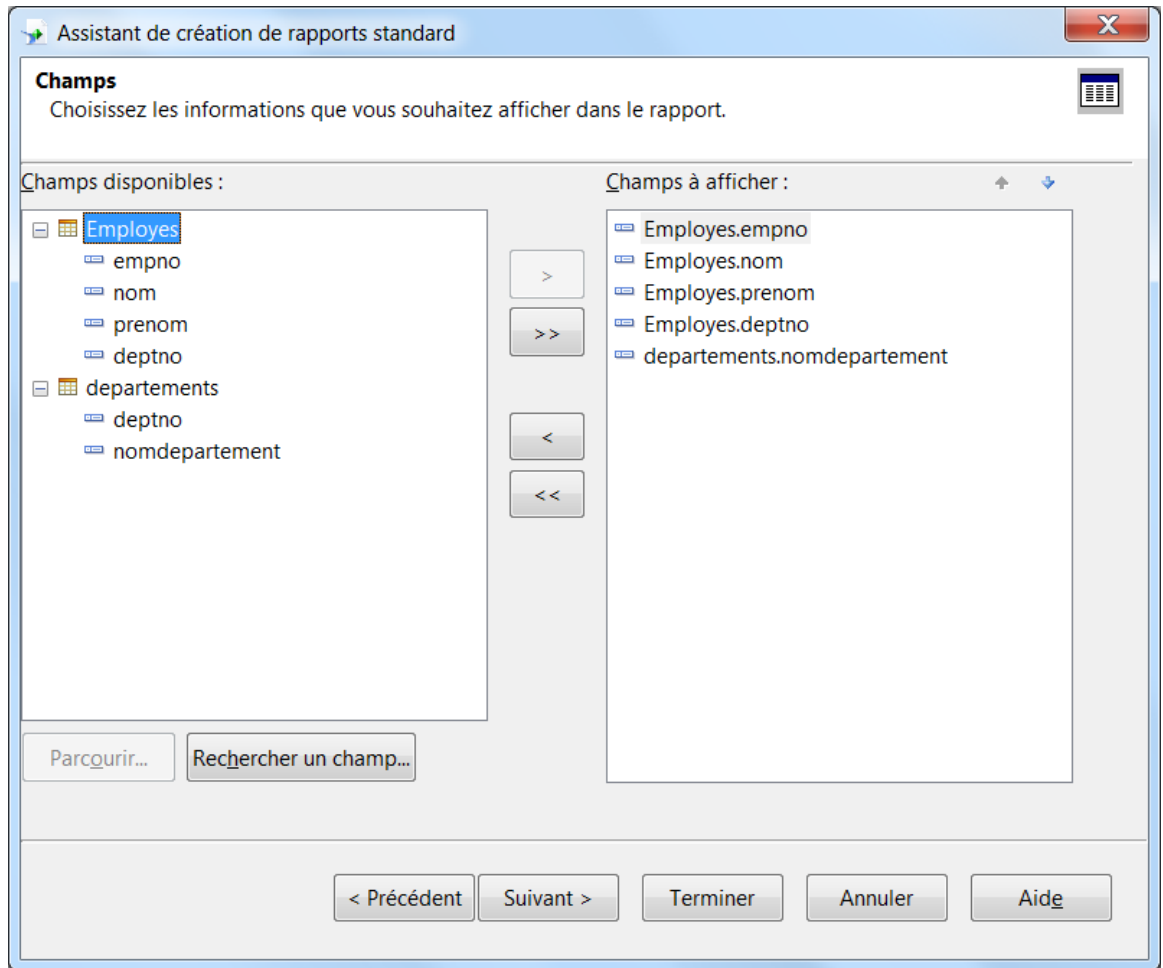 Assistant de création de rapports standard
X
Champs
Choisissez les informations que vous souhaitez afficher dans le rapport.
Champs disponibles :
Employes
empno
nom
prenom
deptno
departements
deptno
nomdepartement
>
>>
<
<<
Champs à afficher :
Employes.empno
Employes.nom
Employes.prenom
Employes.deptno
departements.nomdepartement
Parcourir...
Rechercher un champ...
< Précédent
Suivant >
Terminer
Annuler
Aide